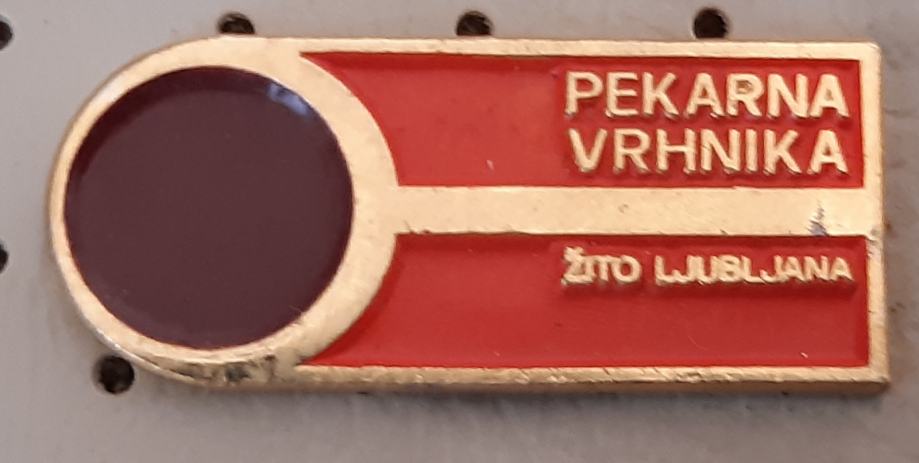 PEKARNA
VRHNIKA
ŽITO LJUBLJANA